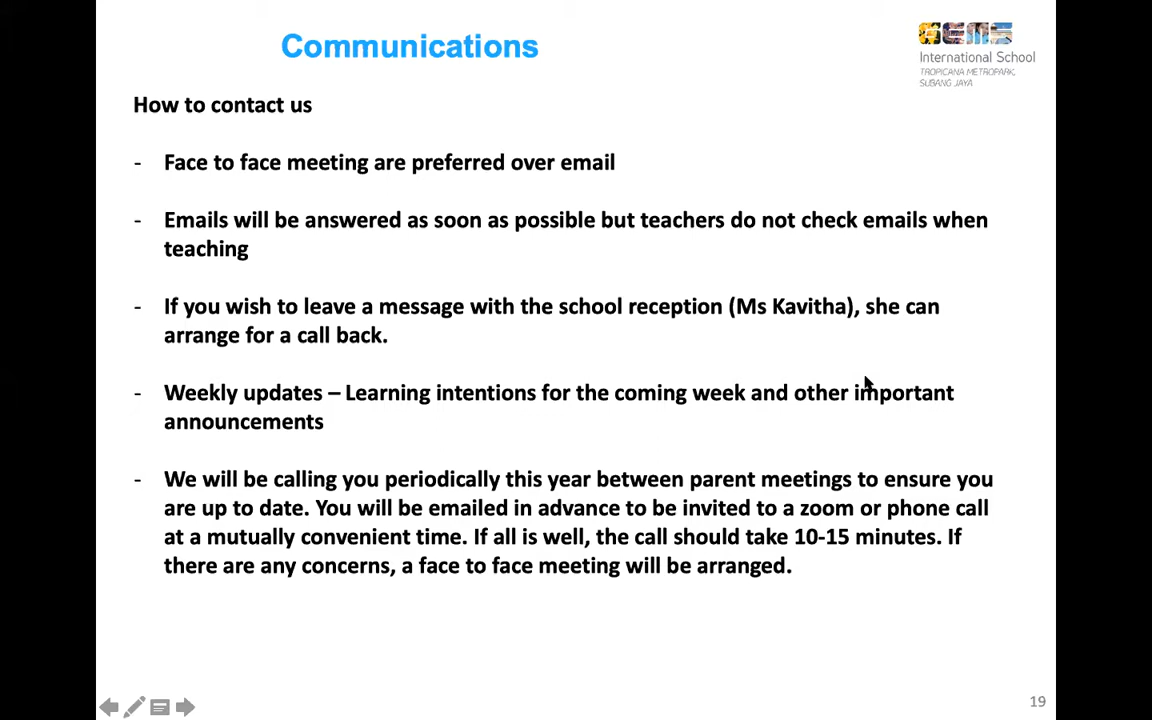 Communications
GEMS
International School
TROPICANA METROPARK,
SUBANG JAYA
How to contact us
- Face to face meeting are preferred over email
- Emails will be answered as soon as possible but teachers do not check emails when
teaching
- If you wish to leave a message with the school reception (Ms Kavitha), she can
arrange for a call back.
- Weekly updates – Learning intentions for the coming week and other important
announcements
- We will be calling you periodically this year between parent meetings to ensure you
are up to date. You will be emailed in advance to be invited to a zoom or phone call
at a mutually convenient time. If all is well, the call should take 10-15 minutes. If
there are any concerns, a face to face meeting will be arranged.
19